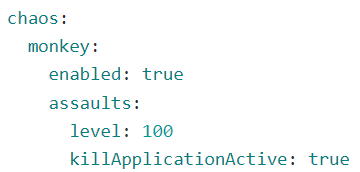 chaos:
  monkey:
    enabled: true
    assaults:
      level: 100
      killApplicationActive: true